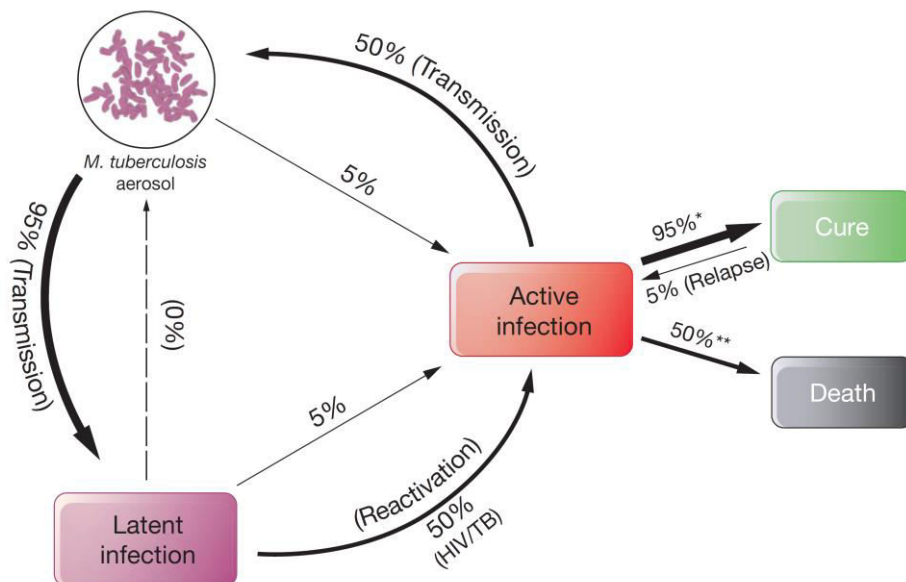 50% (Transmission)
M. tuberculosis
aerosol
5%
95% (Transmission)
(0%)
95%*
Cure
5% (Relapse)
Active
infection
50%**
Death
5%
(Reactivation)
50%
(HIV/TB)
Latent
infection